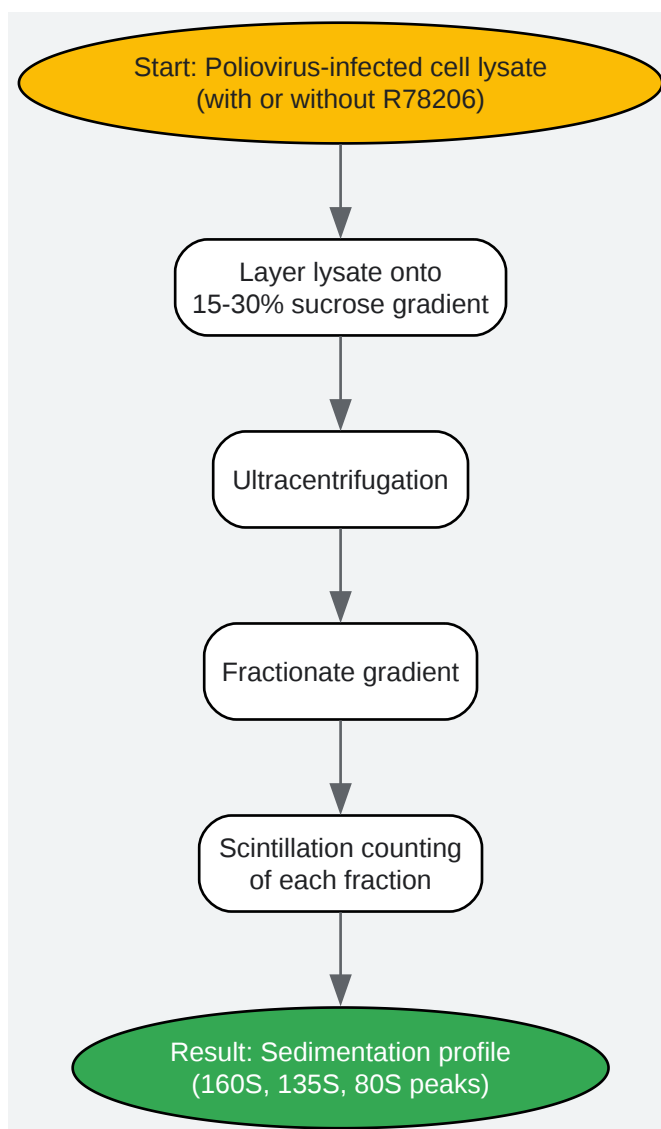 Start: Poliovirus-infected cell lysate
(with or without R78206)
Layer lysate onto
15-30% sucrose gradient
Ultracentrifugation
Fractionate gradient
Scintillation counting
of each fraction
Result: Sedimentation profile
(160S, 135S, 80S peaks)